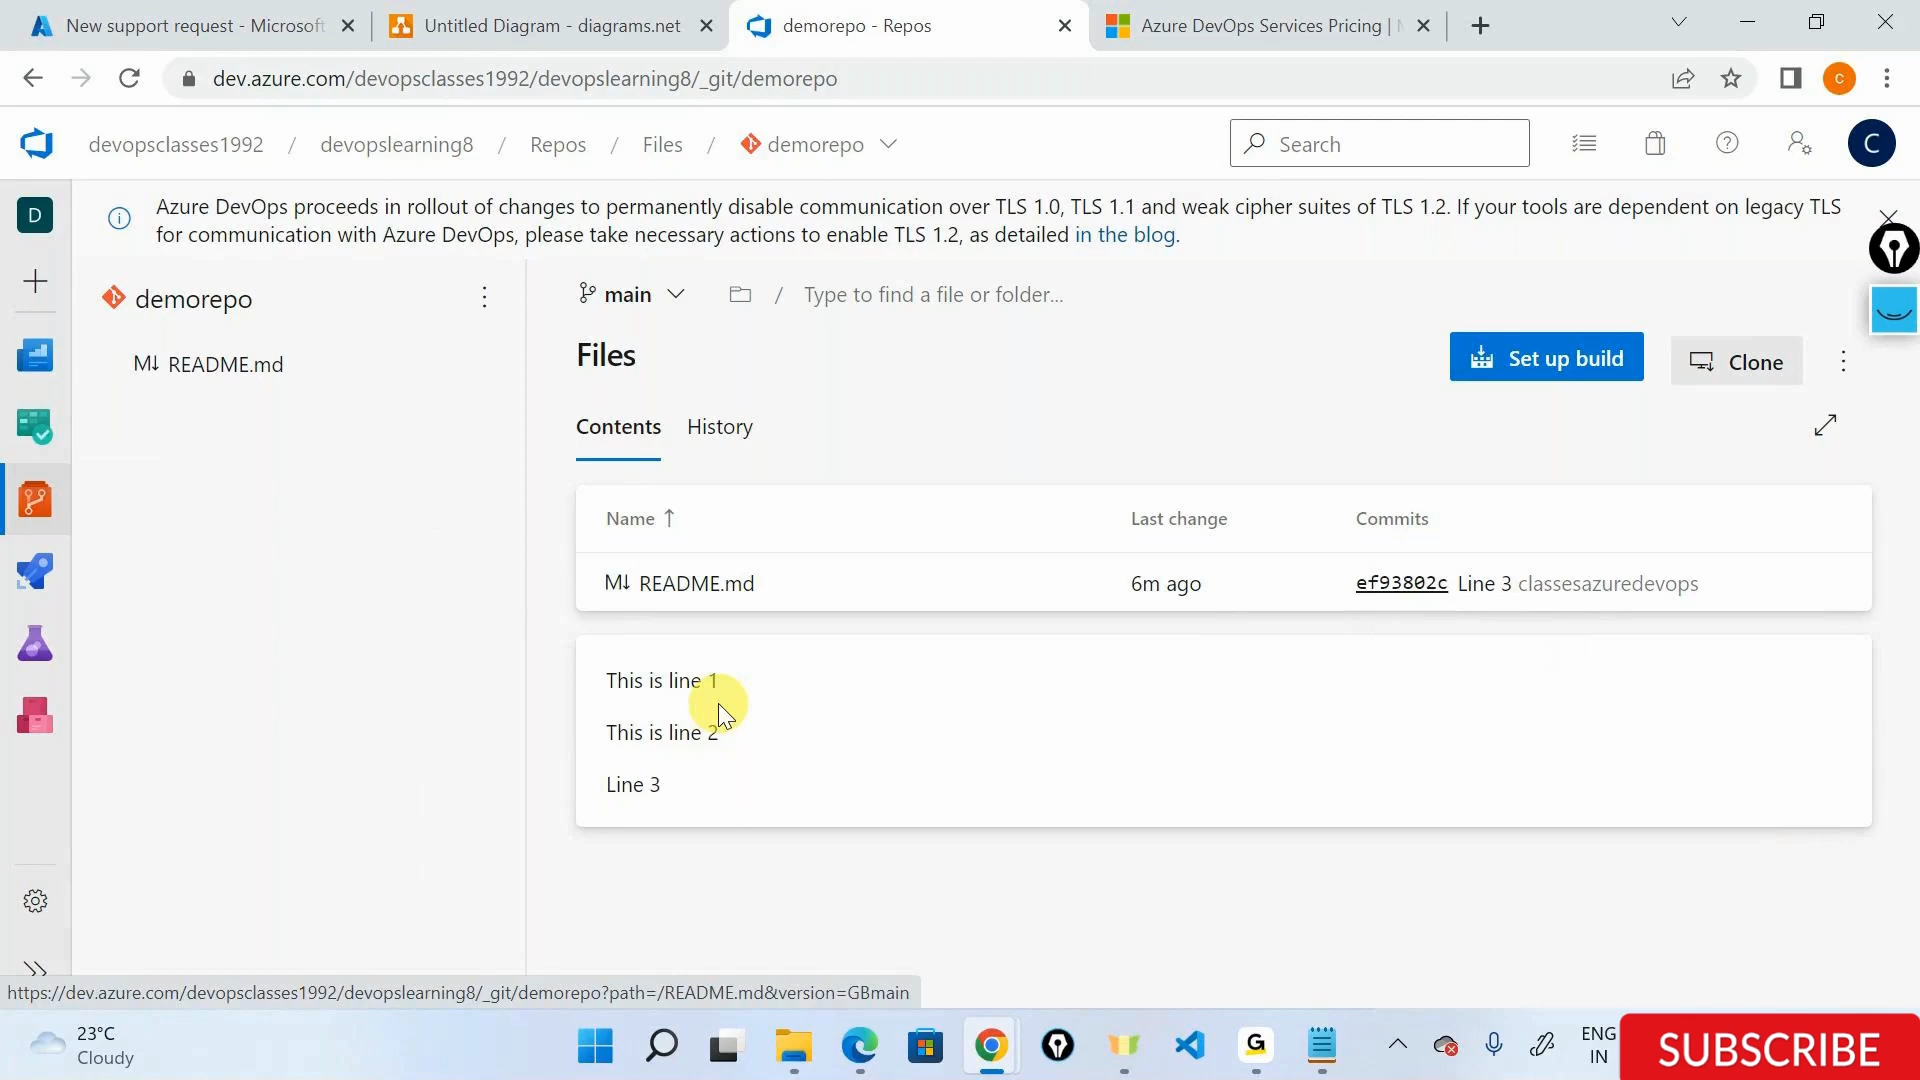 New support request - Microsoft
Untitled Diagram - diagrams.net
demorepo - Repos
Azure DevOps Services Pricing |
dev.azure.com/devopsclasses1992/devopslearning8/_git/demorepo
C
devopsclasses1992 / devopslearning8 / Repos / Files / demorepo
Search
C
D
Azure DevOps proceeds in rollout of changes to permanently disable communication over TLS 1.0, TLS 1.1 and weak cipher suites of TLS 1.2. If your tools are dependent on legacy TLS
for communication with Azure DevOps, please take necessary actions to enable TLS 1.2, as detailed in the blog.
demorepo
main / Type to find a file or folder...
M↓ README.md
Files
Set up build
Clone
Contents
History
Name ↑ Last change Commits
M↓ README.md 6m ago ef93802c Line 3 classesazuredevops
This is line 1
This is line 2
Line 3
https://dev.azure.com/devopsclasses1992/devopslearning8/_git/demorepo?path=/README.md&version=GBmain
23°C
Cloudy
G
ENG
IN
SUBSCRIBE